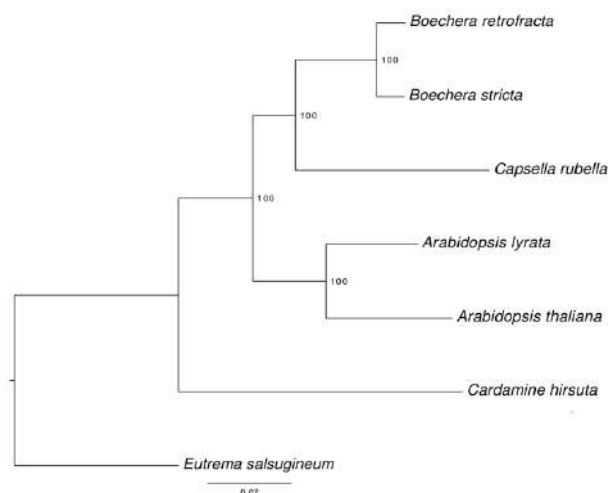 Boechera retrofracta
100
Boechera stricta
100
Capsella rubella
100
Arabidopsis lyrata
100
Arabidopsis thaliana
Cardamine hirsuta
Eutrema salsugineum
0.02